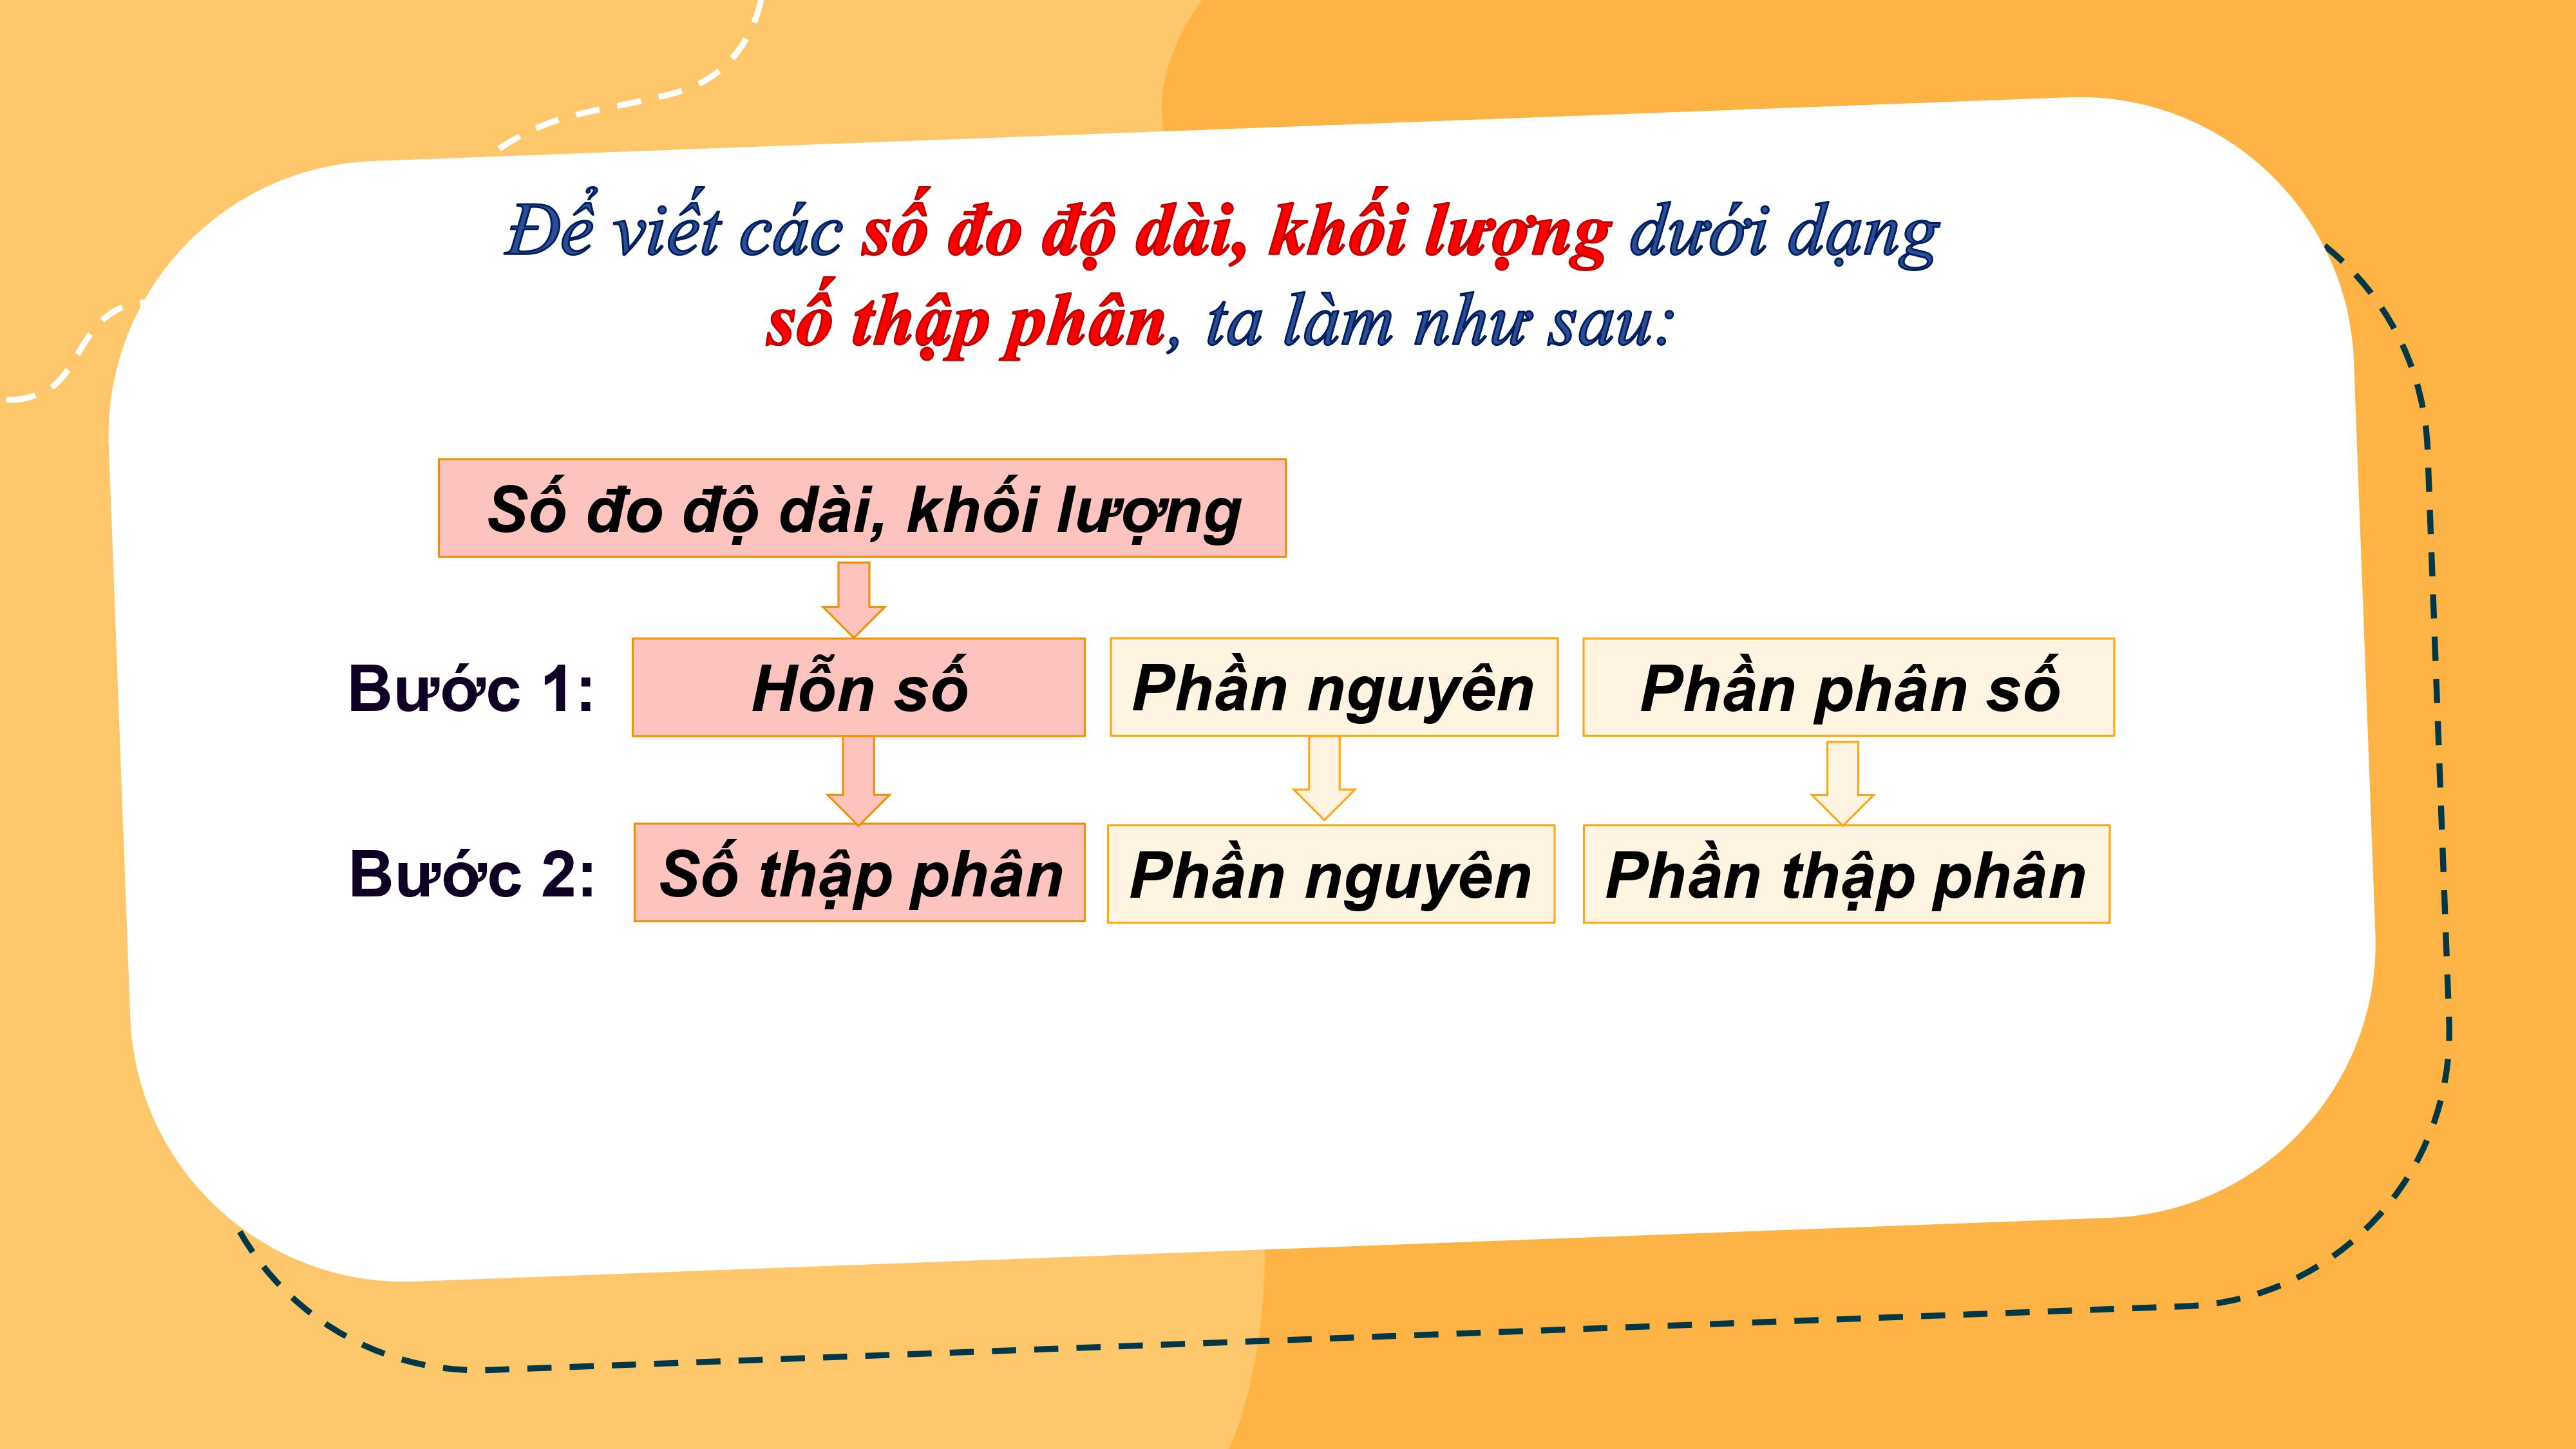 Để viết các số đo độ dài, khối lượng dưới dạng
số thập phân, ta làm như sau:
Số đo độ dài, khối lượng
Bước 1: Hỗn số Phần nguyên Phần phân số
Bước 2: Số thập phân Phần nguyên Phần thập phân